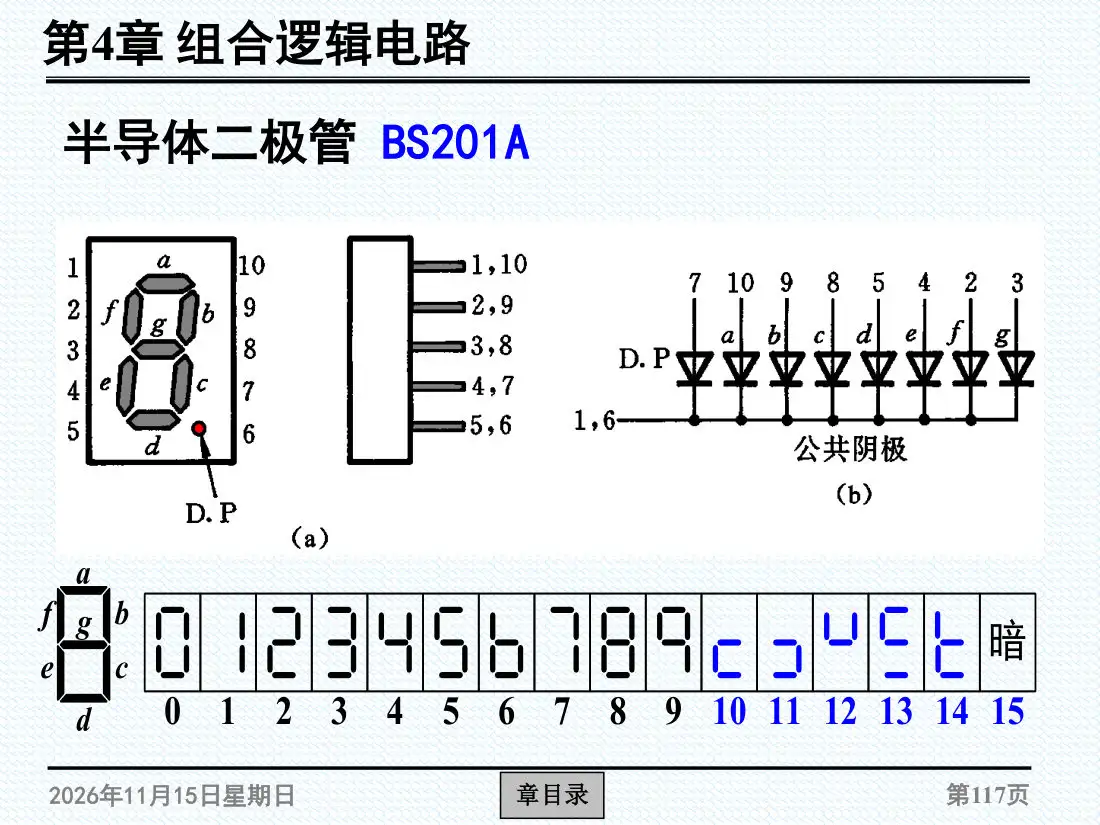 第4章 组合逻辑电路
半导体二极管 BS201A
1 a 10
2 f b 9
g
3 8
4 e c 7
5 d 6
D.P
(a)
1,10
2,9
3,8
4,7
5,6
7 10 9 8 5 4 2 3
D.P a b c d e f g
1,6
公共阴极
(b)
a
f g b
e c
d
暗
0 1 2 3 4 5 6 7 8 9 10 11 12 13 14 15
2026年11月15日星期日
章目录
第117页